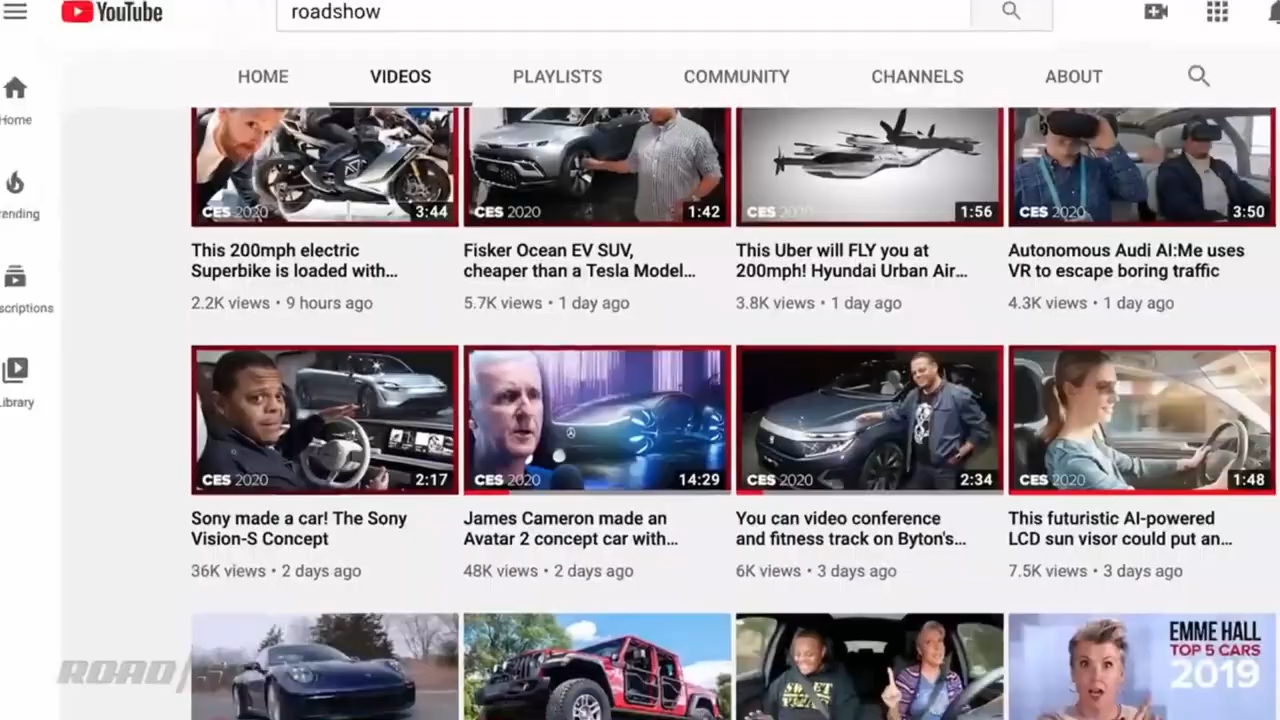 YouTube
roadshow
HOME
VIDEOS
PLAYLISTS
COMMUNITY
CHANNELS
ABOUT
Home
rending
scriptions
Library
CES 2020
3:44
CES 2020
1:42
CES 2020
1:56
CES 2020
3:50
This 200mph electric
Superbike is loaded with...
2.2K views • 9 hours ago
Fisker Ocean EV SUV,
cheaper than a Tesla Model...
5.7K views • 1 day ago
This Uber will FLY you at
200mph! Hyundai Urban Air...
3.8K views • 1 day ago
Autonomous Audi AI:Me uses
VR to escape boring traffic
4.3K views • 1 day ago
CES 2020
2:17
CES 2020
14:29
CES 2020
2:34
CES 2020
1:48
Sony made a car! The Sony
Vision-S Concept
36K views • 2 days ago
James Cameron made an
Avatar 2 concept car with...
48K views • 2 days ago
You can video conference
and fitness track on Byton's...
6K views • 3 days ago
This futuristic AI-powered
LCD sun visor could put an...
7.5K views • 3 days ago
ROAD/
EMME HALL
TOP 5 CARS
2019